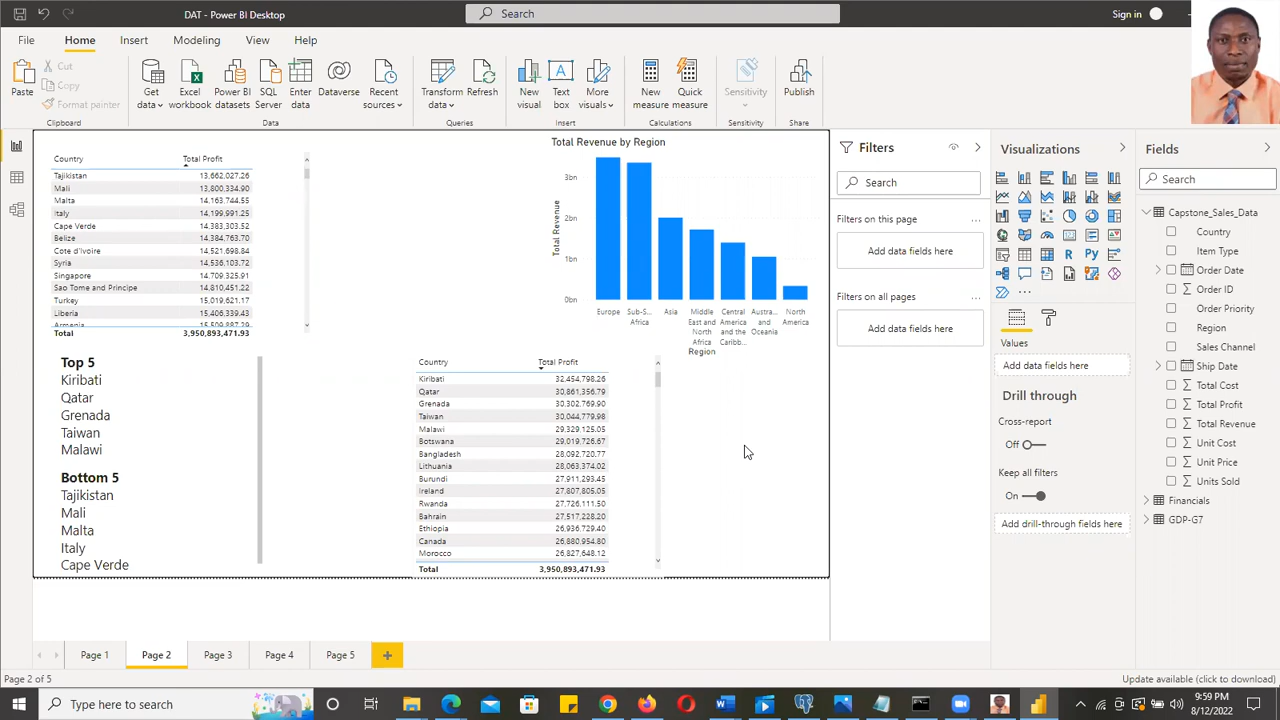 DAT - Power BI Desktop
Search
Sign in
File
Home
Insert
Modeling
View
Help
Paste
Cut
Copy
Format painter
Clipboard
Get data
Excel workbook
Power BI datasets
SQL Server
Enter data
Dataverse
Recent sources
Data
Transform data
Refresh
Queries
New visual
Text box
More visuals
Insert
New measure
Quick measure
Calculations
Sensitivity
Sensitivity
Publish
Share
Country Total Profit
Tajikistan 13,662,027.26
Mali 13,800,334.90
Malta 14,163,744.55
Italy 14,199,991.25
Cape Verde 14,383,303.52
Belize 14,384,763.70
Cote d'Ivoire 14,521,698.84
Syria 14,536,103.72
Singapore 14,709,325.91
Sao Tome and Principe 14,810,451.22
Turkey 15,019,621.17
Liberia 15,406,339.43
Armenia 15,509,887.29
Total 3,950,893,471.93
Total Revenue by Region
Total Revenue
3bn
2bn
1bn
0bn
Europe
Sub-S... Africa
Asia
Middle East and North Africa
Central America and the Caribb...
Austra... and Oceania
North America
Region
Top 5
Kiribati
Qatar
Grenada
Taiwan
Malawi
Bottom 5
Tajikistan
Mali
Malta
Italy
Cape Verde
Country Total Profit
Kiribati 32,454,798.26
Qatar 30,861,356.79
Grenada 30,302,769.90
Taiwan 30,044,779.98
Malawi 29,329,125.05
Botswana 29,019,726.67
Bangladesh 28,092,720.77
Lithuania 28,063,374.02
Burundi 27,911,293.45
Ireland 27,807,805.05
Rwanda 27,726,111.50
Bahrain 27,517,228.20
Ethiopia 26,936,729.40
Canada 26,880,954.80
Morocco 26,827,648.12
Total 3,950,893,471.93
Filters
Search
Filters on this page
...
Add data fields here
Filters on all pages
...
Add data fields here
Visualizations
R
Py
...
Values
Add data fields here
Drill through
Cross-report
Off
Keep all filters
On
Add drill-through fields here
Fields
Search
Capstone_Sales_Data
Country
Item Type
Order Date
Order ID
Order Priority
Region
Sales Channel
Ship Date
Total Cost
Total Profit
Total Revenue
Unit Cost
Unit Price
Units Sold
Financials
GDP-G7
Page 1
Page 2
Page 3
Page 4
Page 5
Page 2 of 5
Update available (click to download)
Type here to search
9:59 PM
8/12/2022